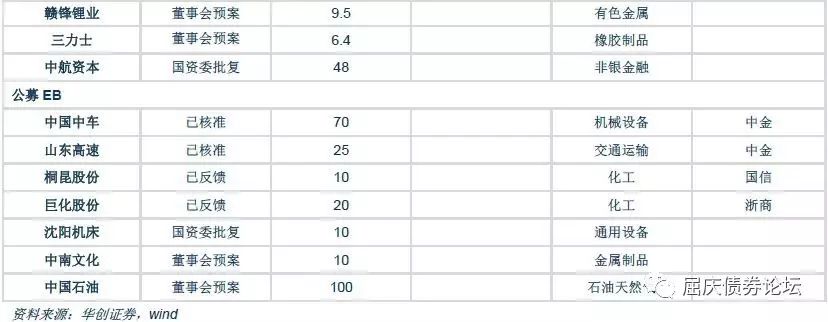 赣锋锂业 董事会预案 9.5 有色金属
三力士 董事会预案 6.4 橡胶制品
中航资本 国资委批复 48 非银金融
公募 EB
中国中车 已核准 70 机械设备 中金
山东高速 已核准 25 交通运输 中金
桐昆股份 已反馈 10 化工 国信
巨化股份 已反馈 20 化工 浙商
沈阳机床 国资委批复 10 通用设备
中南文化 董事会预案 10 金属制品
中国石油 董事会预案 100 石油天然
屈庆债券论坛
资料来源：华创证券，wind